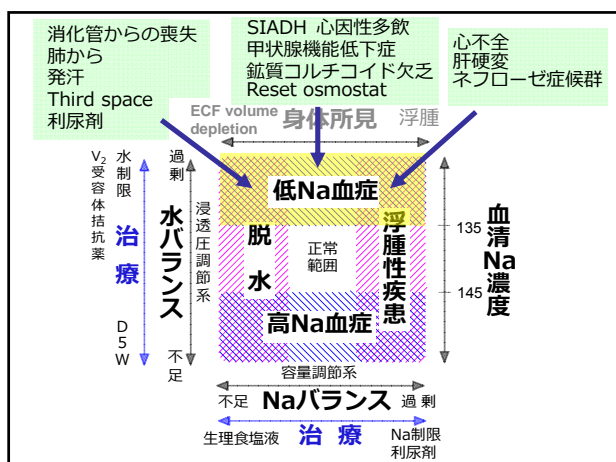 消化管からの喪失
肺から
発汗
Third space
利尿剤
SIADH 心因性多飲
甲状腺機能低下症
鉱質コルチコイド欠乏
Reset osmostat
心不全
肝硬変
ネフローゼ症候群
ECF volume
depletion
身体所見
浮腫
V₂受容体拮抗薬
水制限
治療
D5W
過剰
水バランス
不足
浸透圧調節系
低Na血症
脱水
正常
範囲
浮腫性疾患
高Na血症
135
145
血清Na濃度
容量調節系
不足 Naバランス 過剰
生理食塩液 治療 Na制限
利尿剤